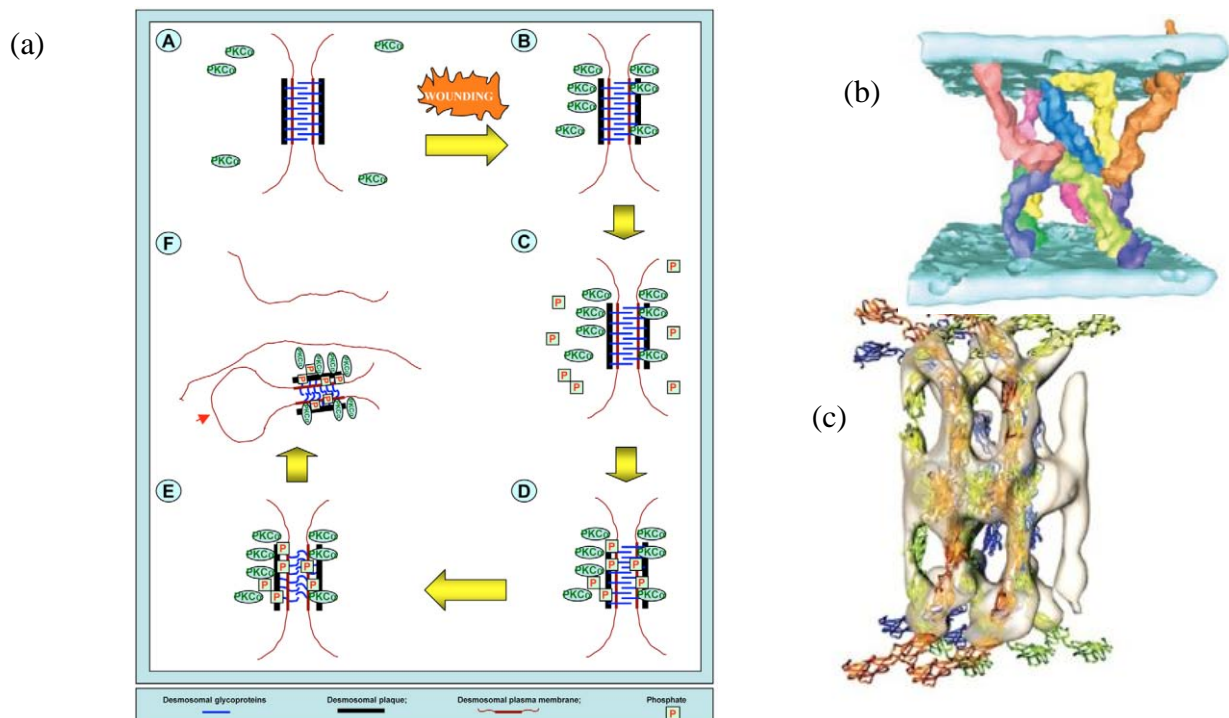 (a)
A
B
PKCα
PKCα
PKCα
PKCα
PKCα
WOUNDING
PKCα PKCα
PKCα PKCα
PKCα
PKCα PKCα
(b)
F
C
P
PKCα PKCα
P
PKCα
PKCα
P
PKCα PKCα
P
P
P
P
PKCα
PKCα
PKCα
PKCα
P
P
P
P
P
P
P
PKCα
PKCα
PKCα
(c)
E
D
PKCα PKCα
P
PKCα PKCα
P P
PKCα
P P
P
PKCα PKCα
PKCα PKCα
P
PKCα PKCα
P P
PKCα
P P
P
PKCα PKCα
Desmosomal glycoproteins Desmosomal plaque; Desmosomal plasma membrane; Phosphate
P